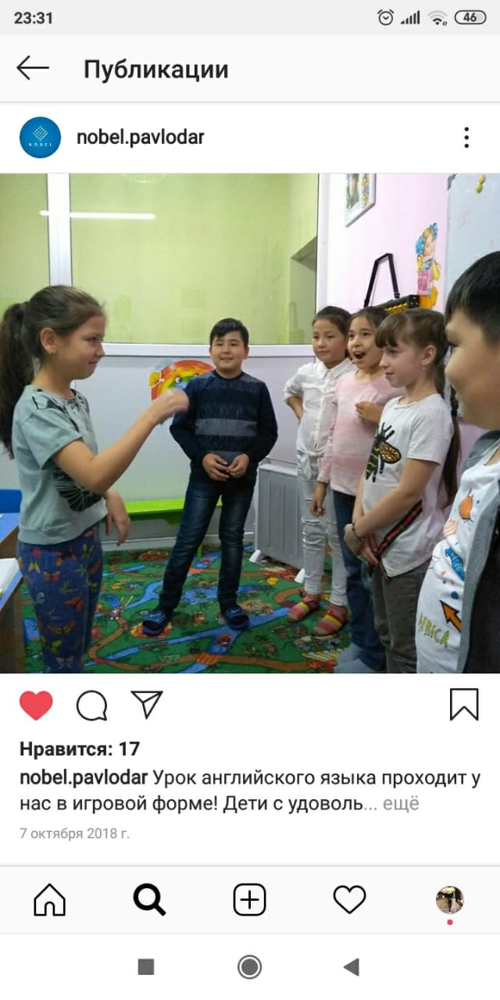 23:31
46
Публикации
NOBEL
nobel.pavlodar
AFRICA
Нравится: 17
nobel.pavlodar Урок английского языка проходит у
нас в игровой форме! Дети с удоволь... ещё
7 октября 2018 г.